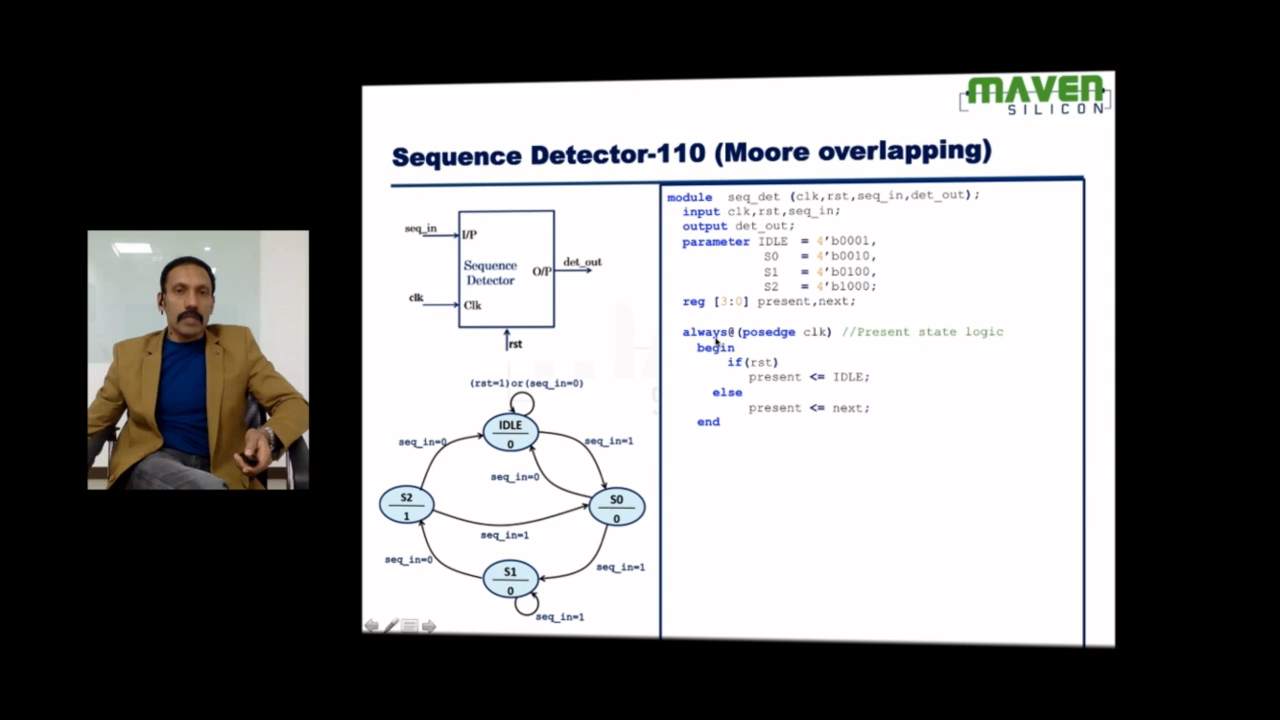 MAVEN
SILICON
Sequence Detector-110 (Moore overlapping)
seq_in
I/P
Sequence
Detector
O/P
det_out
clk
Clk
rst
(rst=1)or(seq_in=0)
IDLE
0
seq_in=0
seq_in=1
seq_in=0
S2
1
S0
0
seq_in=1
seq_in=0
S1
0
seq_in=1
seq_in=1
module seq_det (clk,rst,seq_in,det_out);
input clk,rst,seq_in;
output det_out;
parameter IDLE = 4'b0001,
S0 = 4'b0010,
S1 = 4'b0100,
S2 = 4'b1000;
reg [3:0] present,next;
always@(posedge clk) //Present state logic
begin
if(rst)
present <= IDLE;
else
present <= next;
end